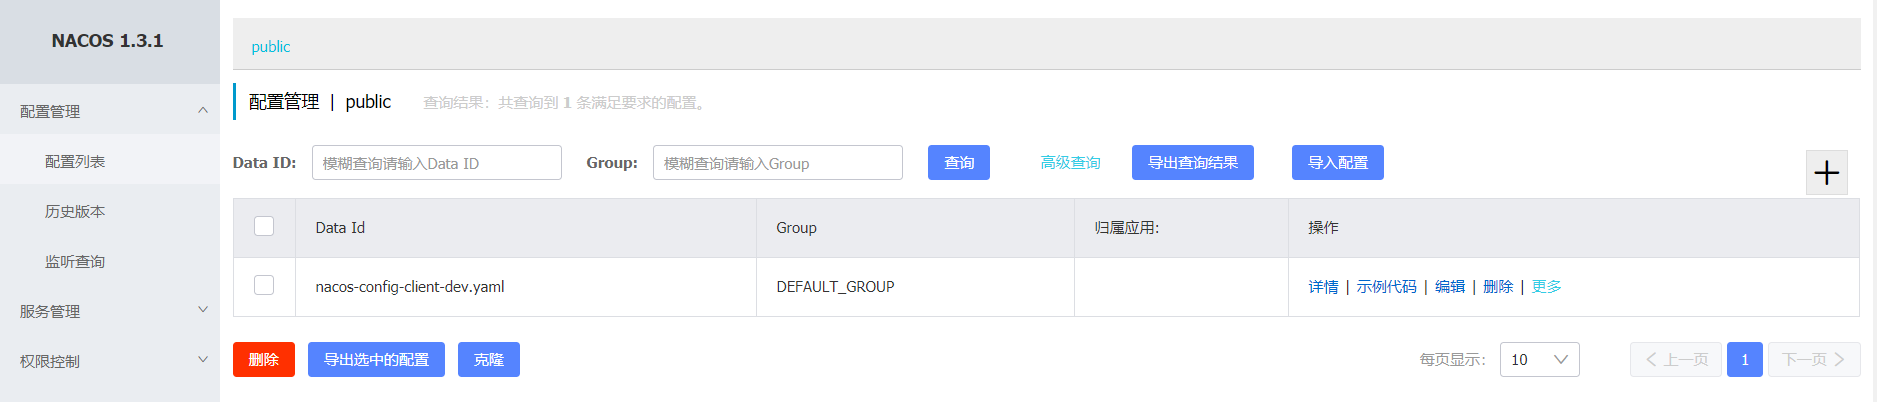 NACOS 1.3.1
配置管理
配置列表
历史版本
监听查询
服务管理
权限控制
public
配置管理 | public 查询结果：共查询到 1 条满足要求的配置。
Data ID: 模糊查询请输入Data ID Group: 模糊查询请输入Group 查询 高级查询 导出查询结果 导入配置
Data Id Group 归属应用: 操作
nacos-config-client-dev.yaml DEFAULT_GROUP 详情 | 示例代码 | 编辑 | 删除 | 更多
删除 导出选中的配置 克隆 每页显示: 10 上一页 1 下一页